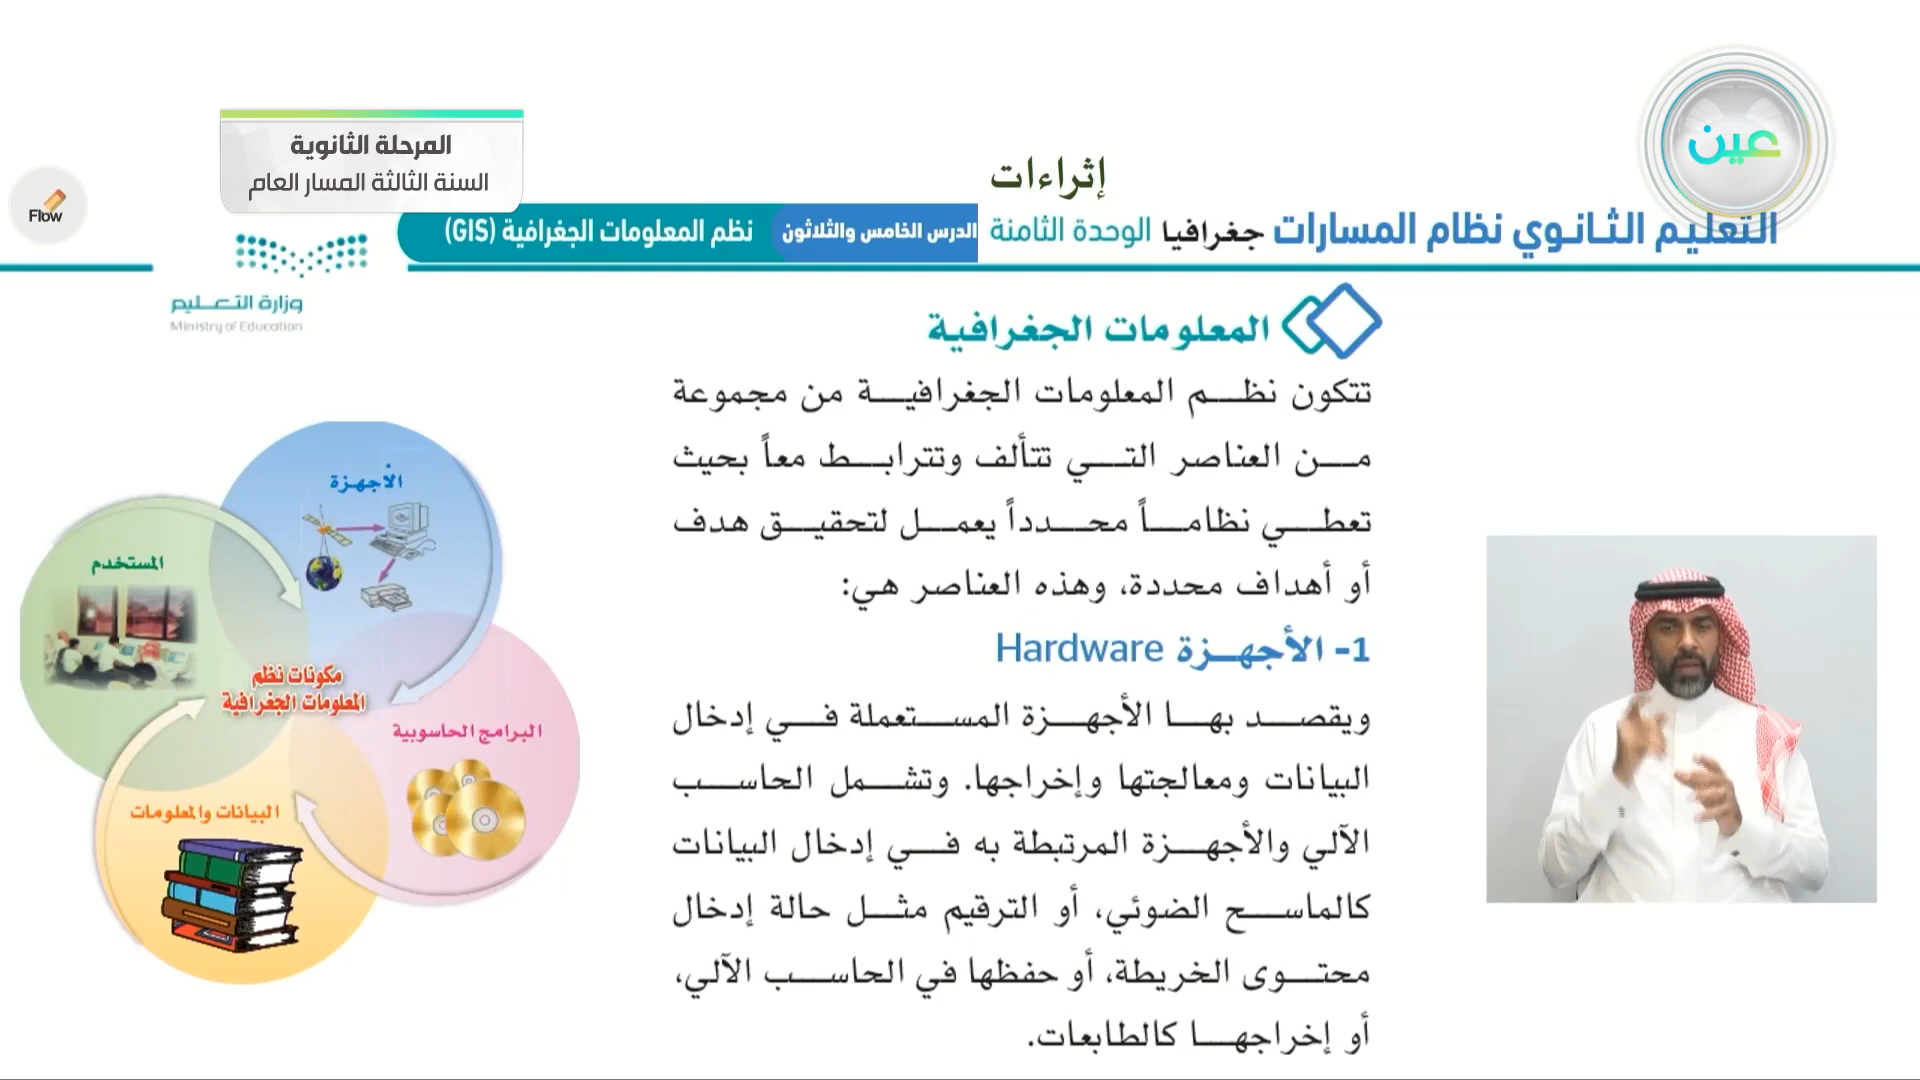 عين
المرحلة الثانوية
السنة الثالثة المسار العام
Flow
إثراءات
التعليم الثانوي نظام المسارات جغرافيا الوحدة الثامنة الدرس الخامس والثلاثون نظم المعلومات الجغرافية (GIS)
وزارة التعليم
Ministry of Education
المعلومات الجغرافية
تتكون نظم المعلومات الجغرافية من مجموعة
من العناصر التي تتألف وتترابط معاً بحيث
تعطي نظاماً محدداً يعمل لتحقيق هدف
أو أهداف محددة، وهذه العناصر هي:
1- الأجهزة Hardware
ويقصد بها الأجهزة المستعملة في إدخال
البيانات ومعالجتها وإخراجها. وتشمل الحاسب
الآلي والأجهزة المرتبطة به في إدخال البيانات
كالماسح الضوئي، أو الترقيم مثل حالة إدخال
محتوى الخريطة، أو حفظها في الحاسب الآلي،
أو إخراجها كالطابعات.
الأجهزة
المستخدم
مكونات نظم
المعلومات الجغرافية
البرامج الحاسوبية
البيانات والمعلومات